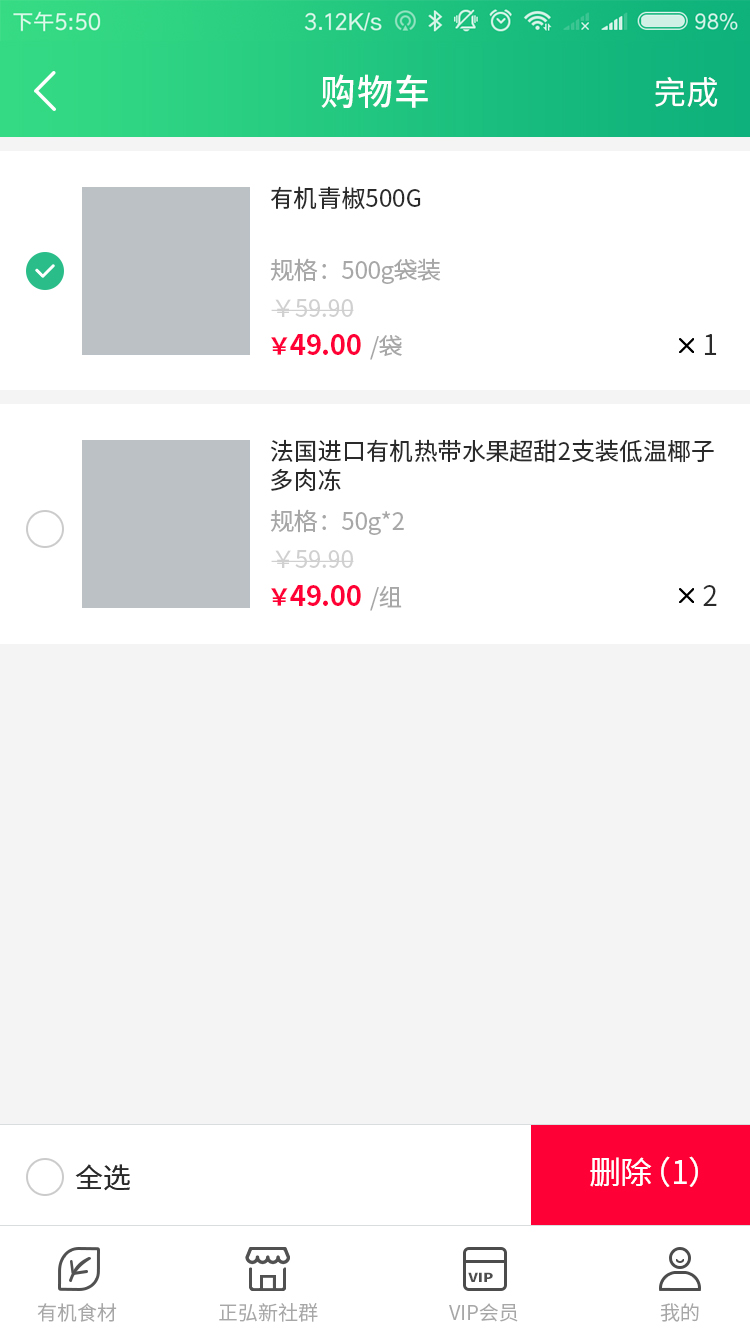 下午5:50 3.12K/s 98%
购物车 完成
有机青椒500G
规格：500g袋装
￥59.90
￥49.00 /袋 × 1
法国进口有机热带水果超甜2支装低温椰子
多肉冻
规格：50g*2
￥59.90
￥49.00 /组 × 2
全选 删除（1）
VIP
有机食材 正弘新社群 VIP会员 我的